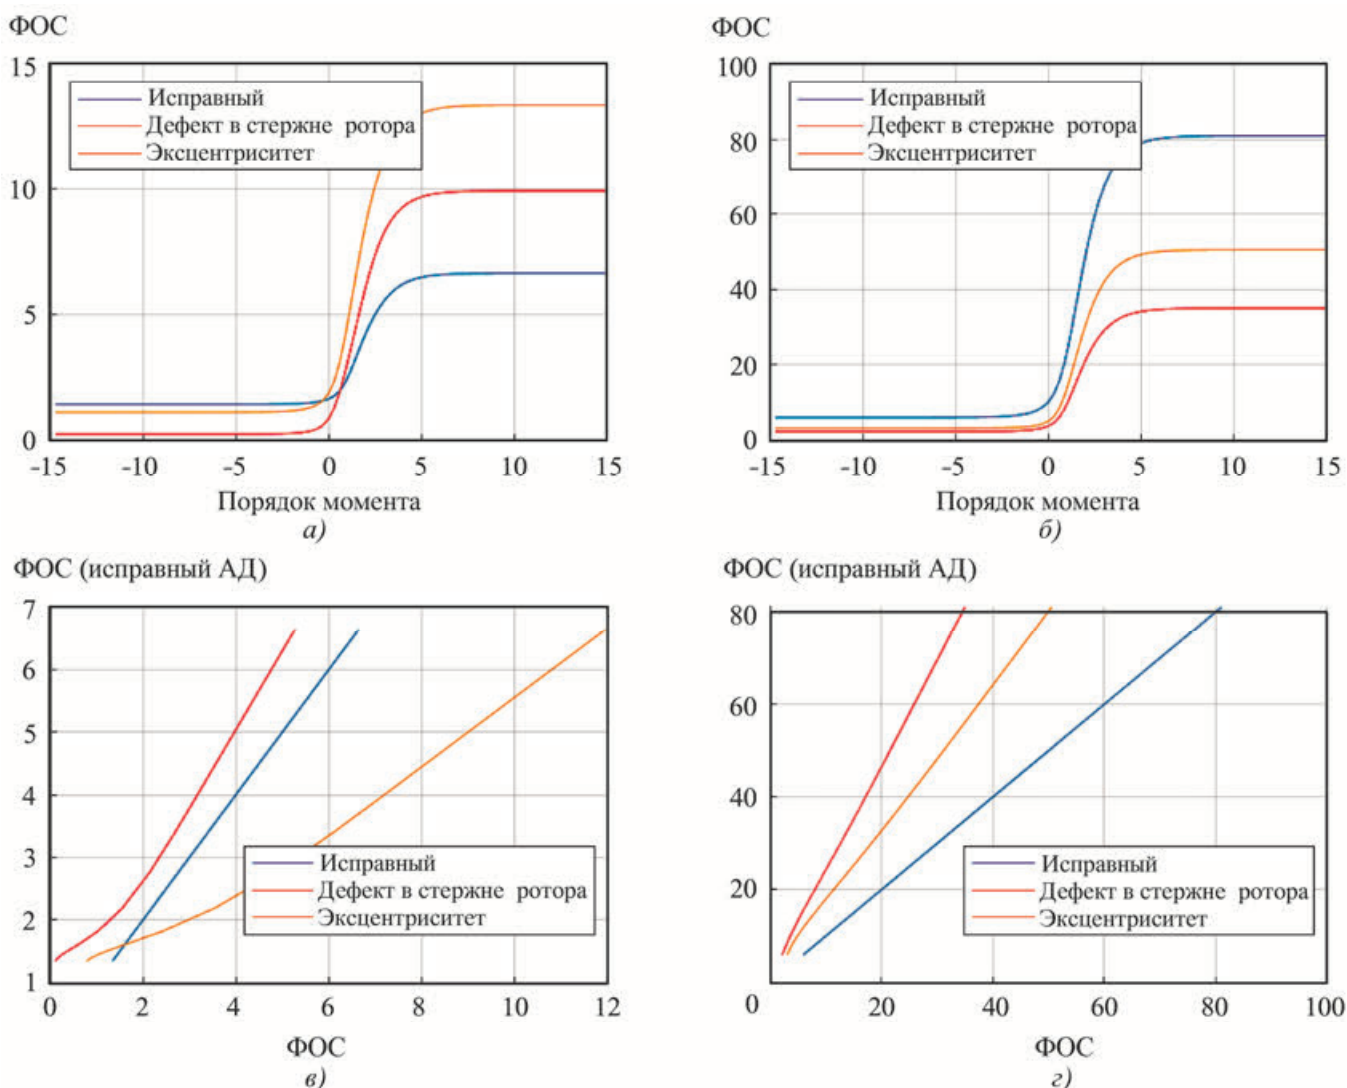 ФОС
15
10
5
0
Исправный
Дефект в стержне ротора
Эксцентриситет
-15 -10 -5 0 5 10 15
Порядок момента
а)
ФОС
100
80
60
40
20
0
Исправный
Дефект в стержне ротора
Эксцентриситет
-15 -10 -5 0 5 10 15
Порядок момента
б)
ФОС (исправный АД)
7
6
5
4
3
2
1
Исправный
Дефект в стержне ротора
Эксцентриситет
0 2 4 6 8 10 12
ФОС
в)
ФОС (исправный АД)
80
60
40
20
0
Исправный
Дефект в стержне ротора
Эксцентриситет
20 40 60 80 100
ФОС
г)